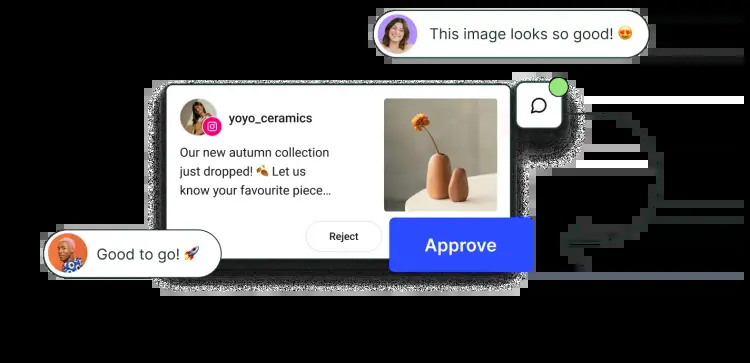 This image looks so good! 😍
yoyo_ceramics
Our new autumn collection
just dropped! 🍂 Let us
know your favourite piece...
Reject
Approve
Good to go! 🚀